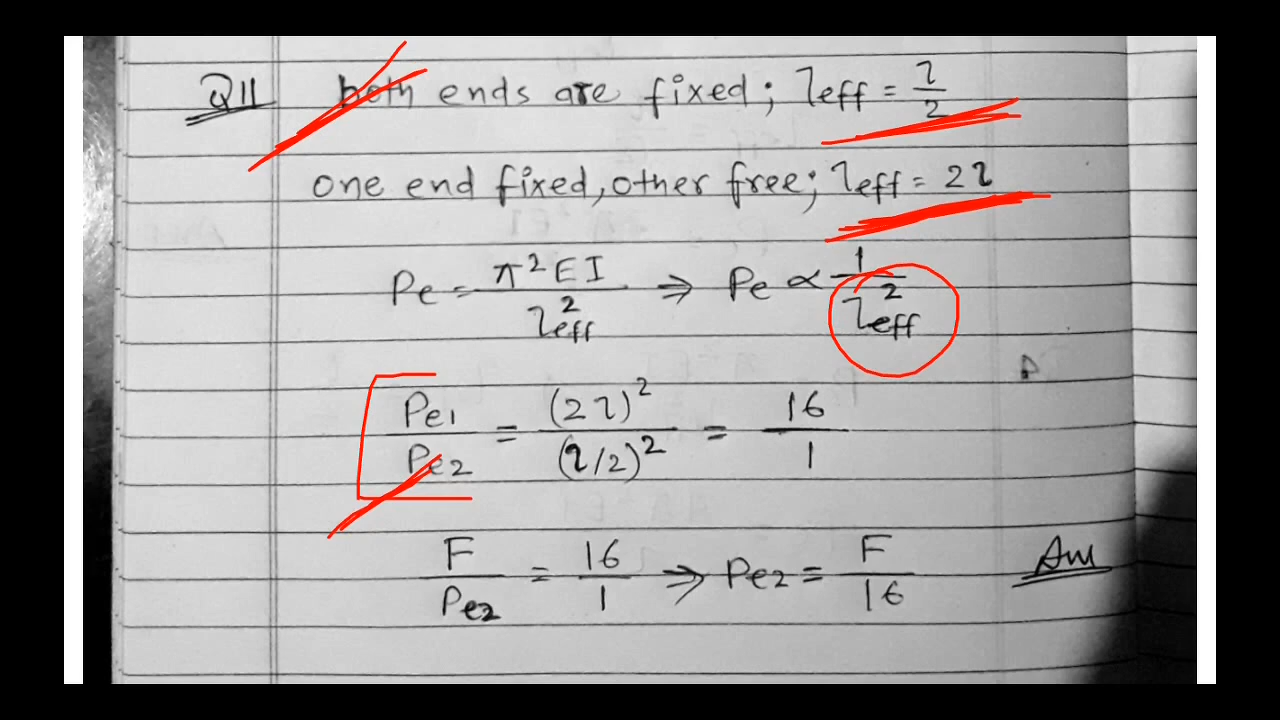 Q11 both ends are fixed; leff = l/2
one end fixed, other free; leff = 2l
Pe = π²EI/l²eff ⇒ Pe ∝ 1/l²eff
Pe1/Pe2 = (2l)²/(l/2)² = 16/1
F/Pe2 = 16/1 ⇒ Pe2 = F/16 Ans